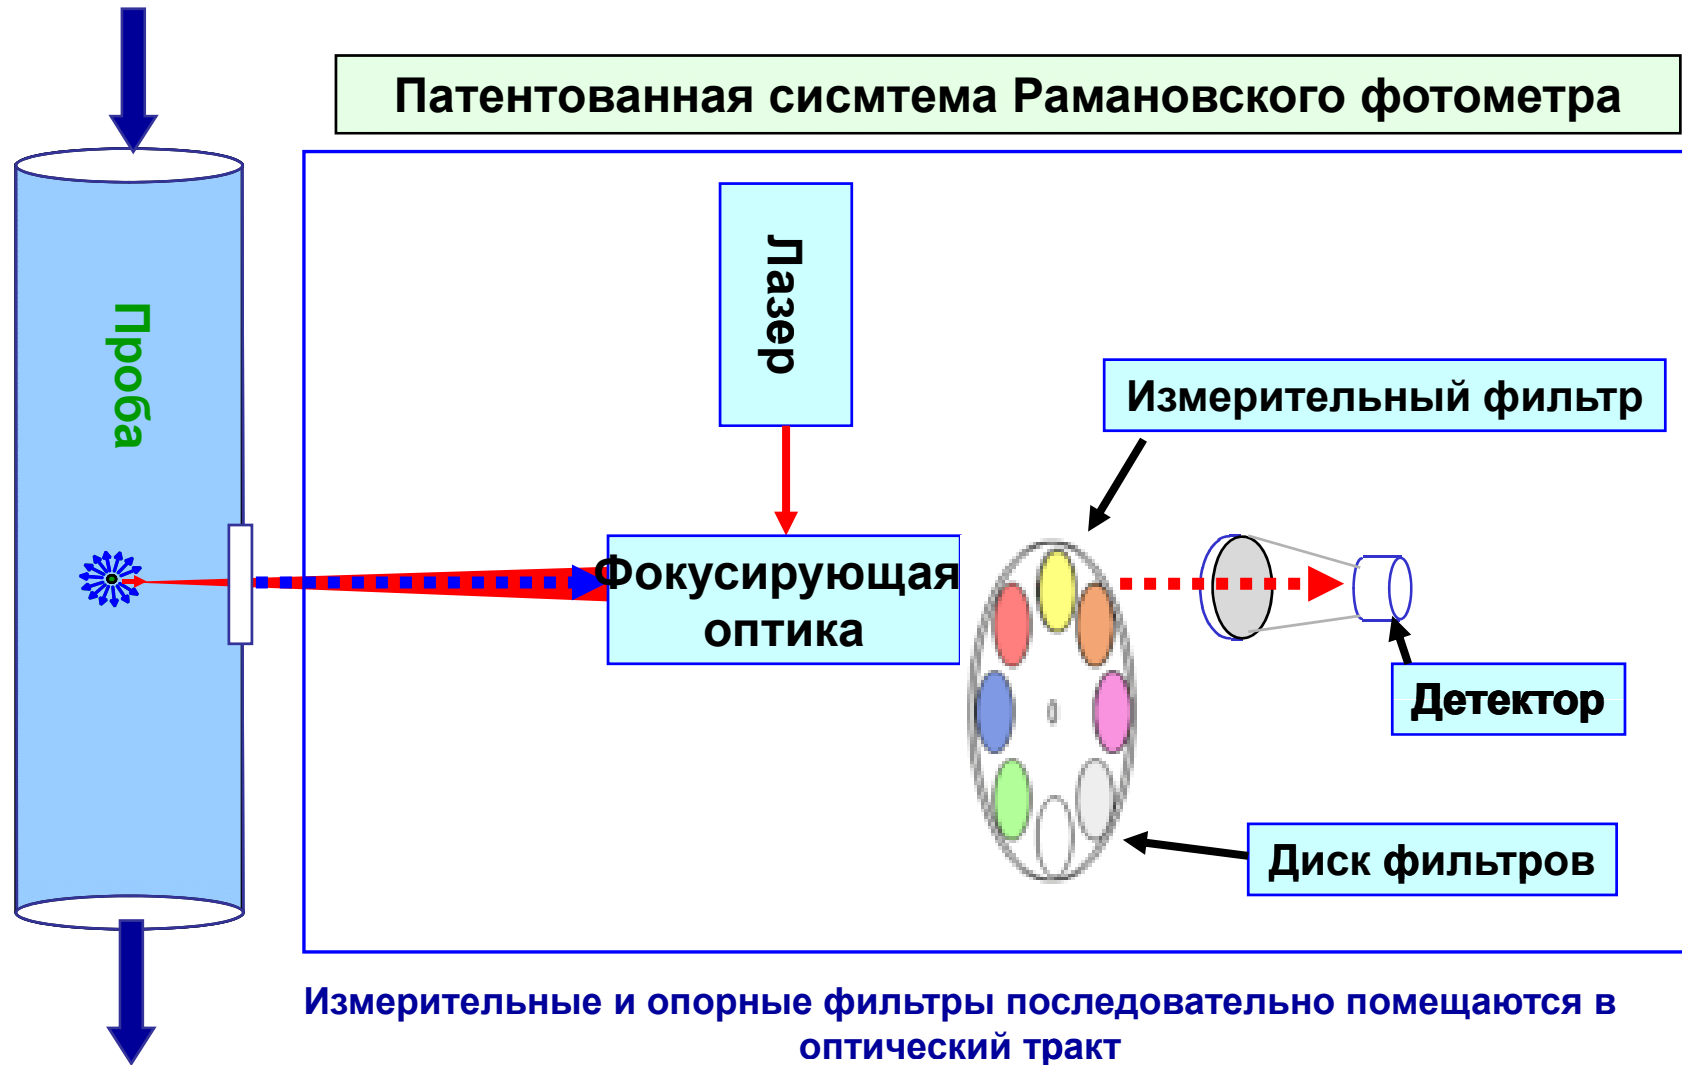 Патентованная сисмтема Рамановского фотометра
Лазер
Проба
Измерительный фильтр
Фокусирующая
оптика
Детектор
Диск фильтров
Измерительные и опорные фильтры последовательно помещаются в
оптический тракт